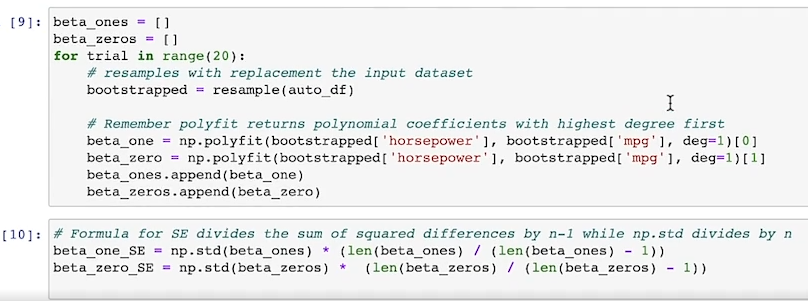 [9]: beta_ones = []
beta_zeros = []
for trial in range(20):
# resamples with replacement the input dataset
bootstrapped = resample(auto_df)
# Remember polyfit returns polynomial coefficients with highest degree first
beta_one = np.polyfit(bootstrapped['horsepower'], bootstrapped['mpg'], deg=1)[0]
beta_zero = np.polyfit(bootstrapped['horsepower'], bootstrapped['mpg'], deg=1)[1]
beta_ones.append(beta_one)
beta_zeros.append(beta_zero)
[10]: # Formula for SE divides the sum of squared differences by n-1 while np.std divides by n
beta_one_SE = np.std(beta_ones) * (len(beta_ones) / (len(beta_ones) - 1))
beta_zero_SE = np.std(beta_zeros) *  (len(beta_zeros) / (len(beta_zeros) - 1))